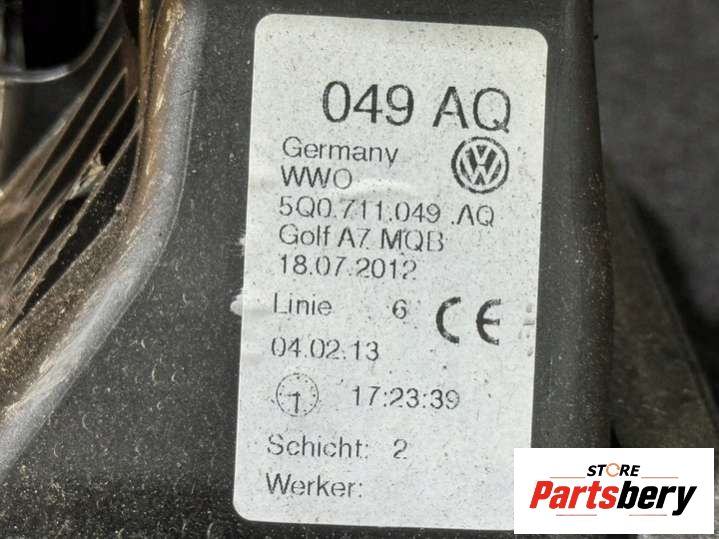 049 AQ
Germany
WWO
5Q0.711.049 .AQ
Golf A7 MQB
18.07.2012
Linie 6 CE
04.02.13
1 17:23:39
Schicht: 2
Werker:
STORE
Partsbery